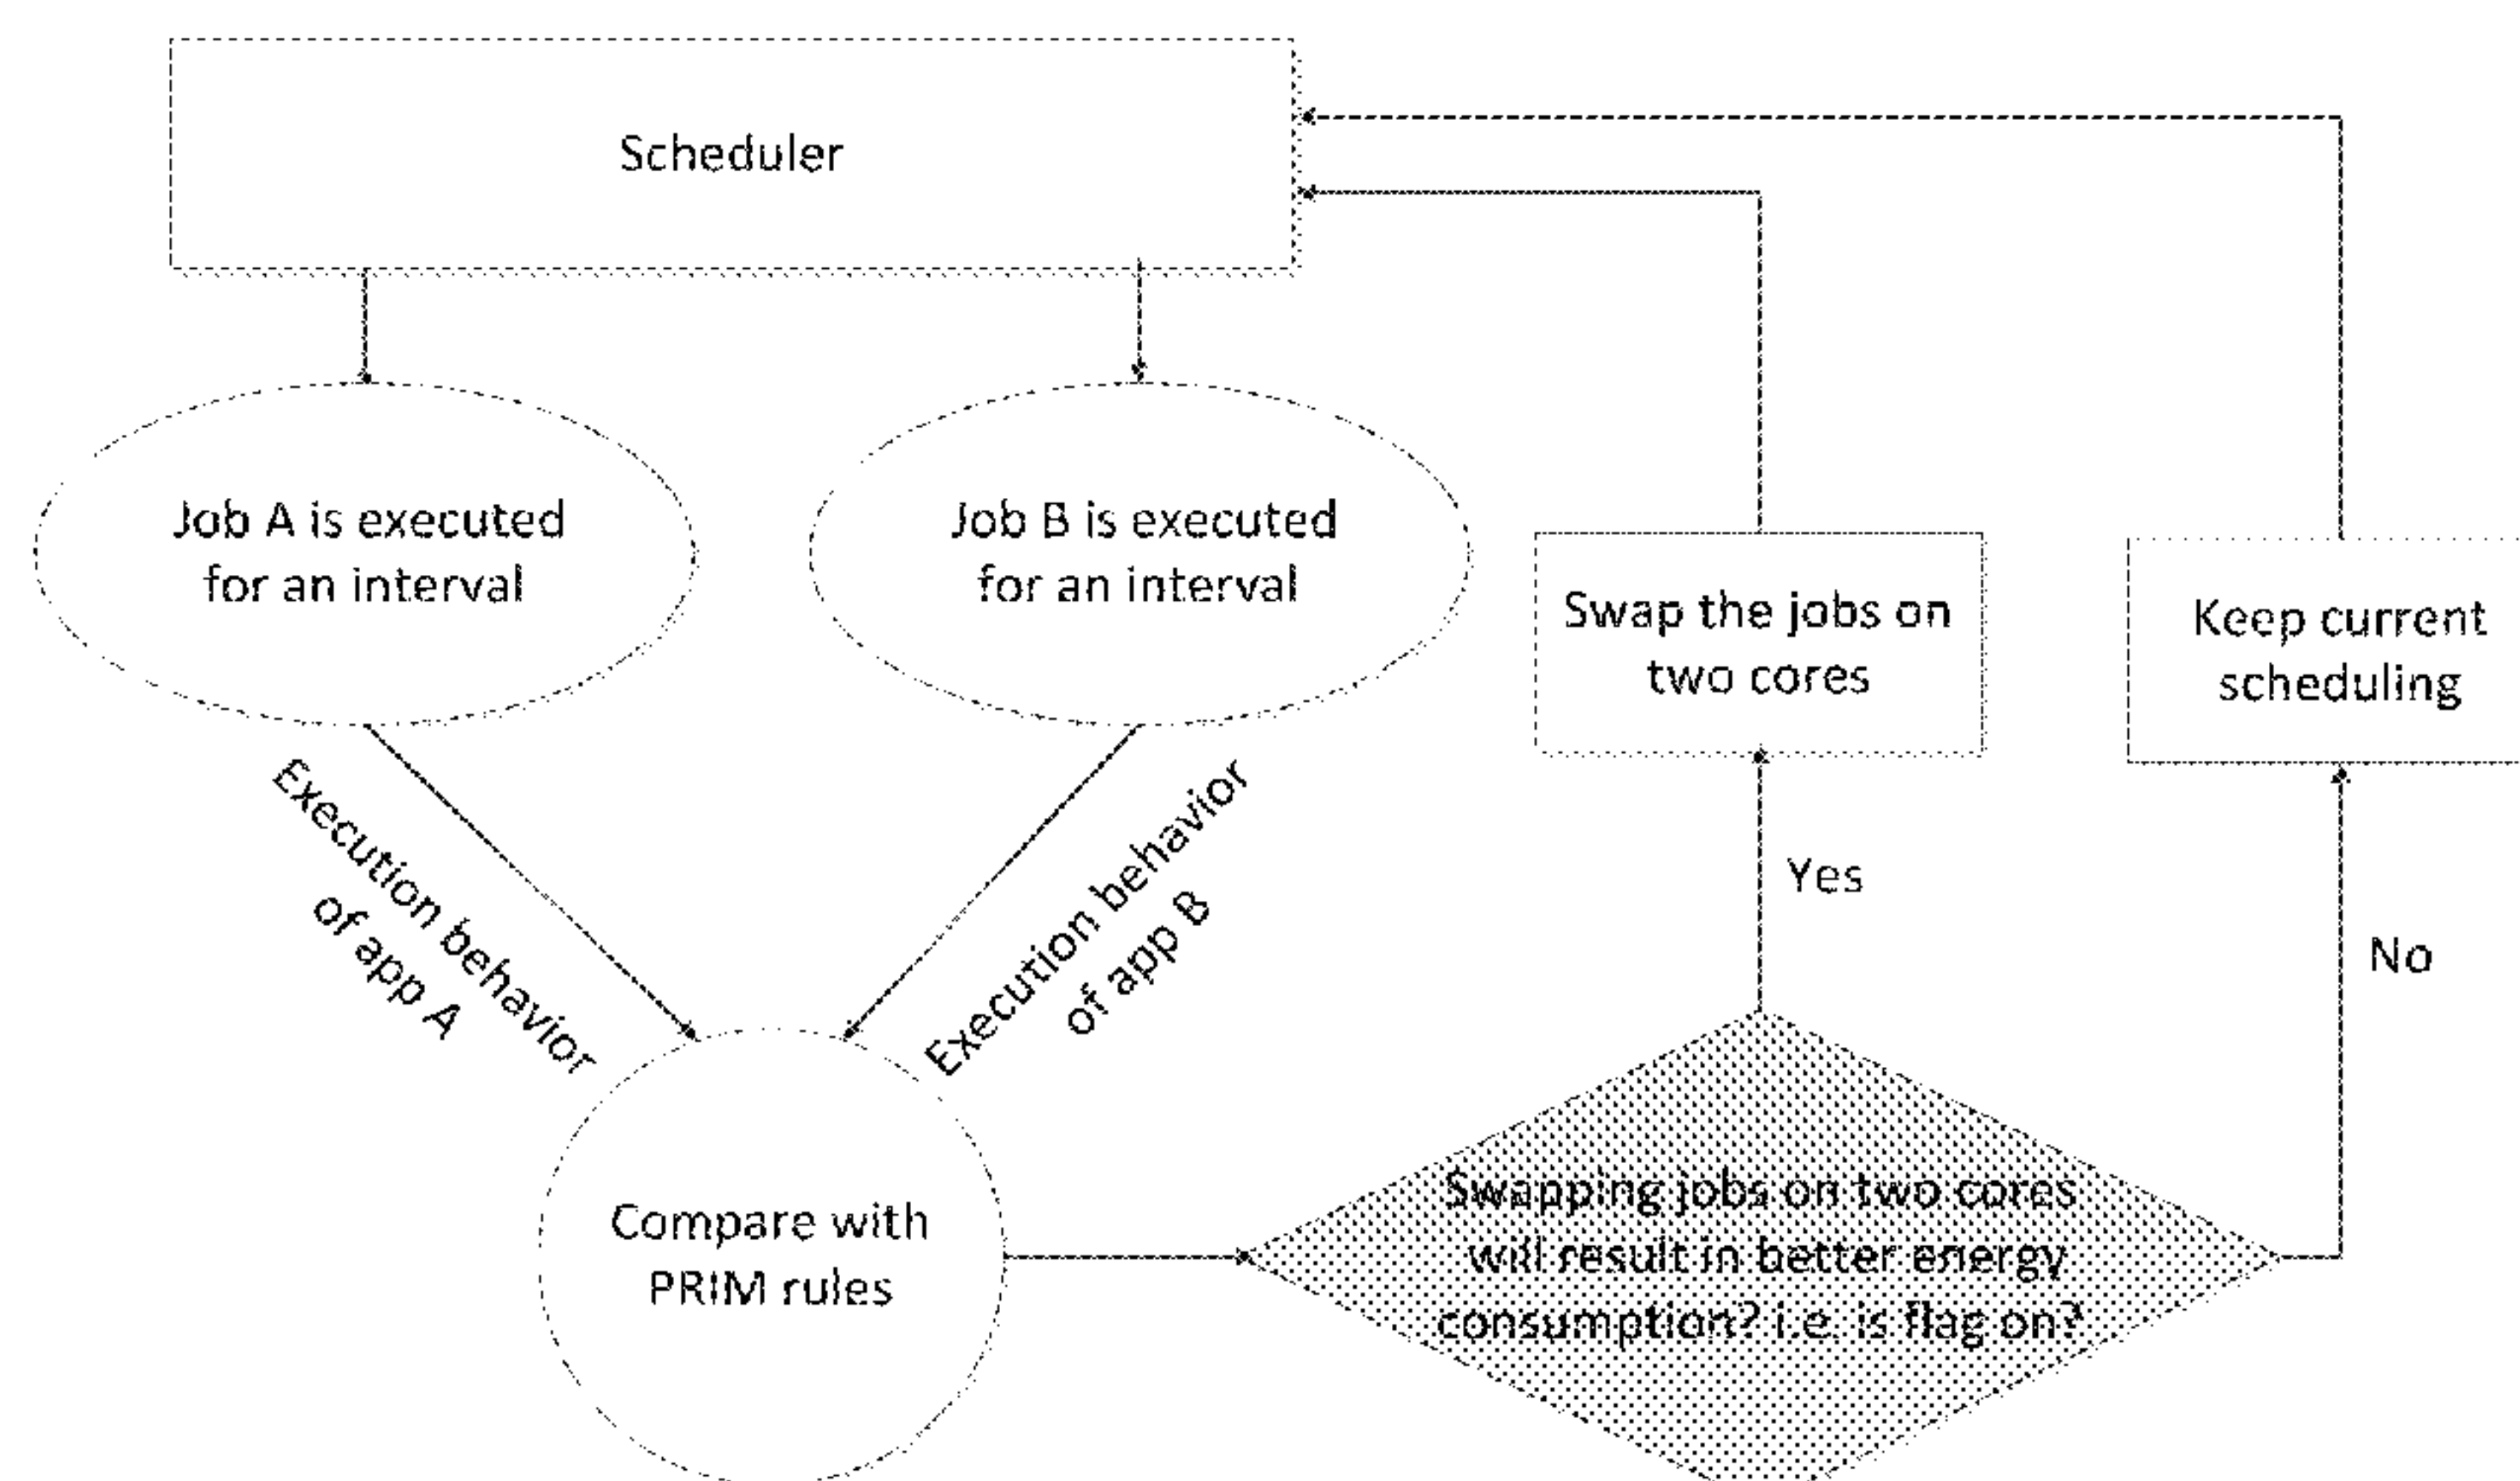 Scheduler
Job A is executed
for an interval
Job B is executed
for an interval
Swap the jobs on
two cores
Keep current
scheduling
Execution behavior
of app A
Execution behavior
of app B
Yes
No
Compare with
PRIM rules
Swapping jobs on two cores
will result in better energy
consumption? i.e. is flag on?